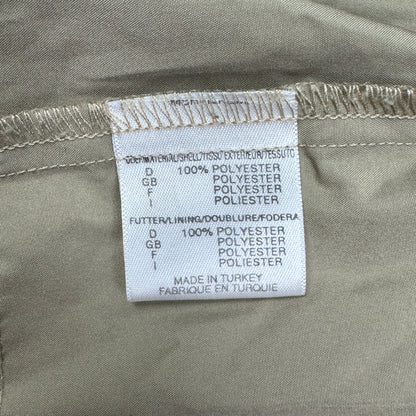 OBERMATERIAL/SHELL/TISSU EXTERIEUR/TESSUTO
D 100% POLYESTER
GB POLYESTER
F POLYESTER
I POLIESTER
FUTTER/LINING/DOUBLURE/FODERA
D 100% POLYESTER
GB POLYESTER
F POLYESTER
I POLIESTER
MADE IN TURKEY
FABRIQUE EN TURQUIE